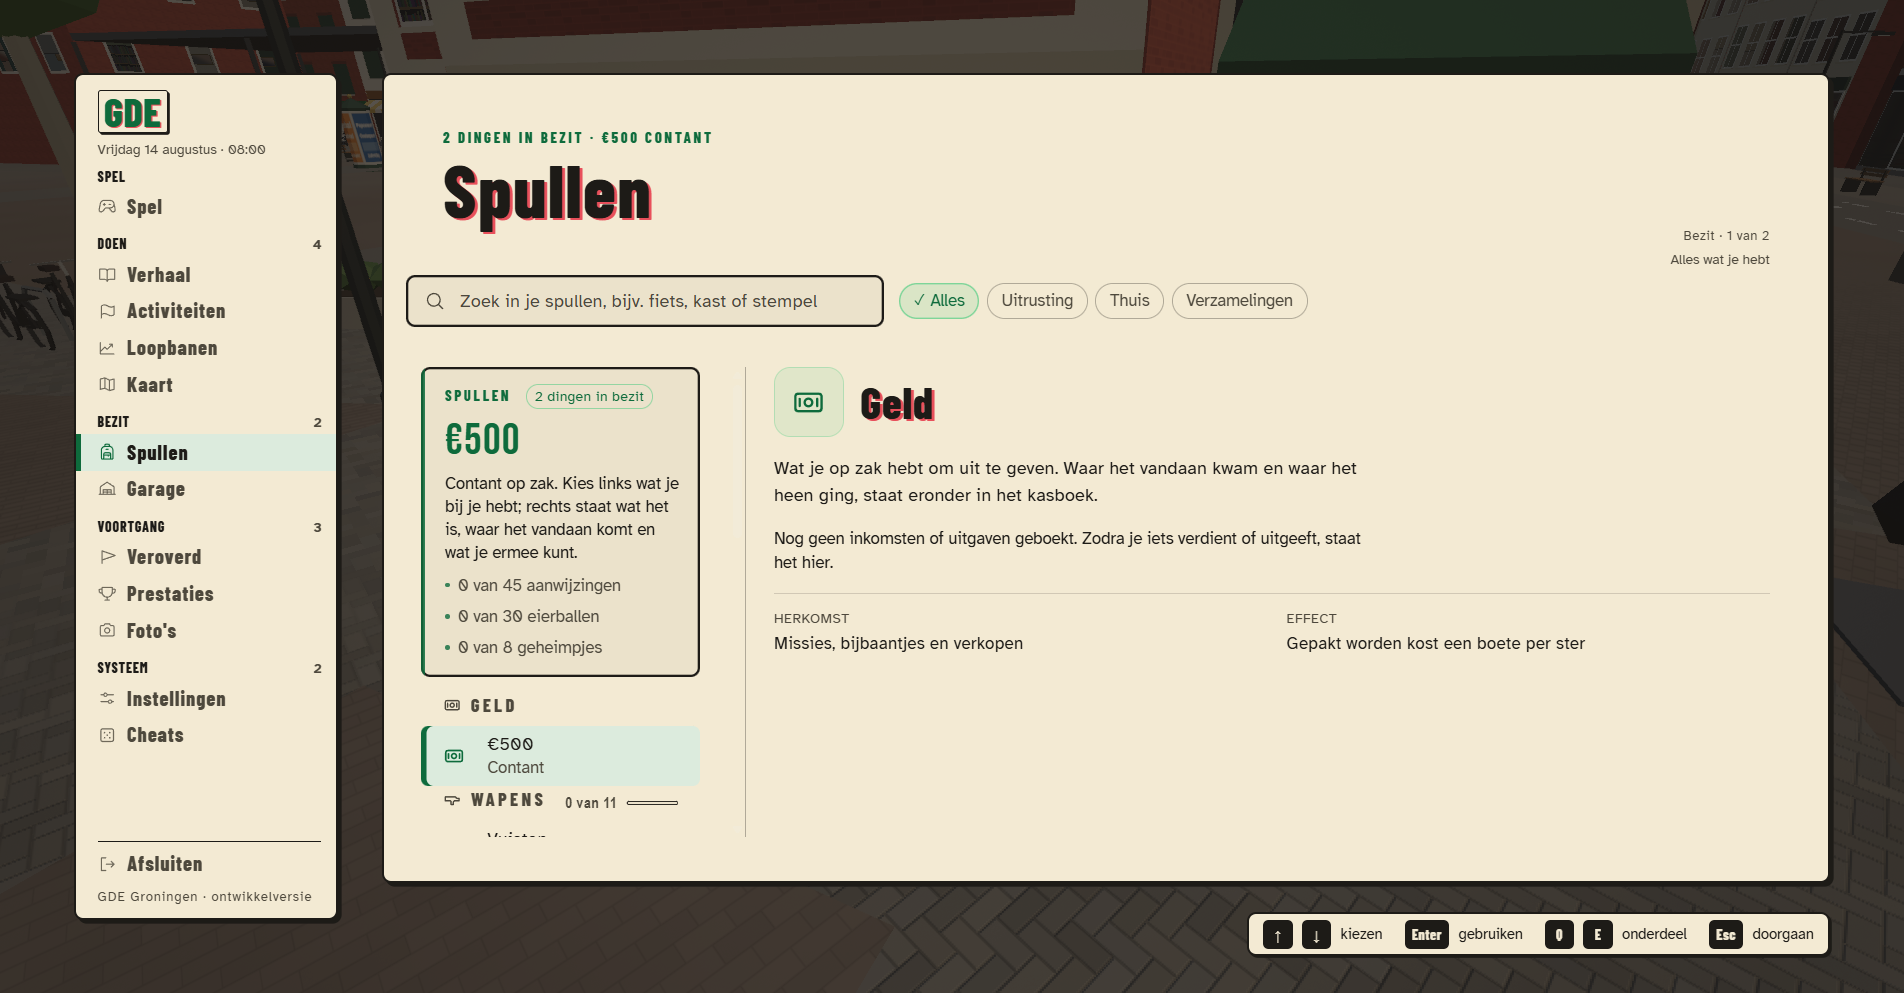 GDE
Vrijdag 14 augustus · 08:00
SPEL
Spel
DOEN 4
Verhaal
Activiteiten
Loopbanen
Kaart
BEZIT 2
Spullen
Garage
VOORTGANG 3
Veroverd
Prestaties
Foto's
SYSTEEM 2
Instellingen
Cheats
Afsluiten
GDE Groningen · ontwikkelversie
2 DINGEN IN BEZIT · €500 CONTANT
Spullen
Bezit · 1 van 2
Alles wat je hebt
Zoek in je spullen, bijv. fiets, kast of stempel
✓ Alles
Uitrusting
Thuis
Verzamelingen
SPULLEN 2 dingen in bezit
€500
Contant op zak. Kies links wat je
bij je hebt; rechts staat wat het
is, waar het vandaan komt en
wat je ermee kunt.
• 0 van 45 aanwijzingen
• 0 van 30 eierballen
• 0 van 8 geheimpjes
GELD
€500
Contant
WAPENS 0 van 11
Geld
Wat je op zak hebt om uit te geven. Waar het vandaan kwam en waar het
heen ging, staat eronder in het kasboek.
Nog geen inkomsten of uitgaven geboekt. Zodra je iets verdient of uitgeeft, staat
het hier.
HERKOMST
Missies, bijbaantjes en verkopen
EFFECT
Gepakt worden kost een boete per ster
↑ ↓ kiezen Enter gebruiken Q E onderdeel Esc doorgaan